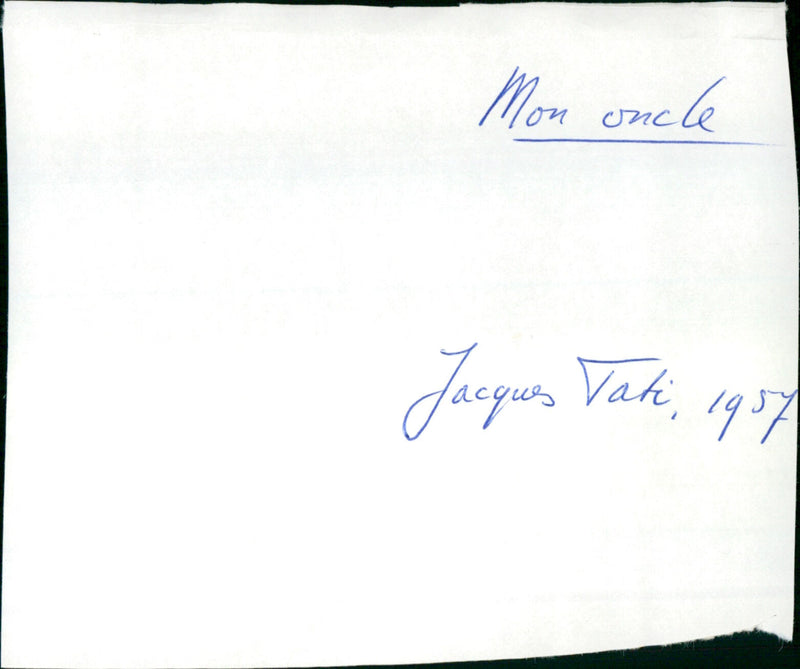 Mon oncle
Jacques Tati, 1957